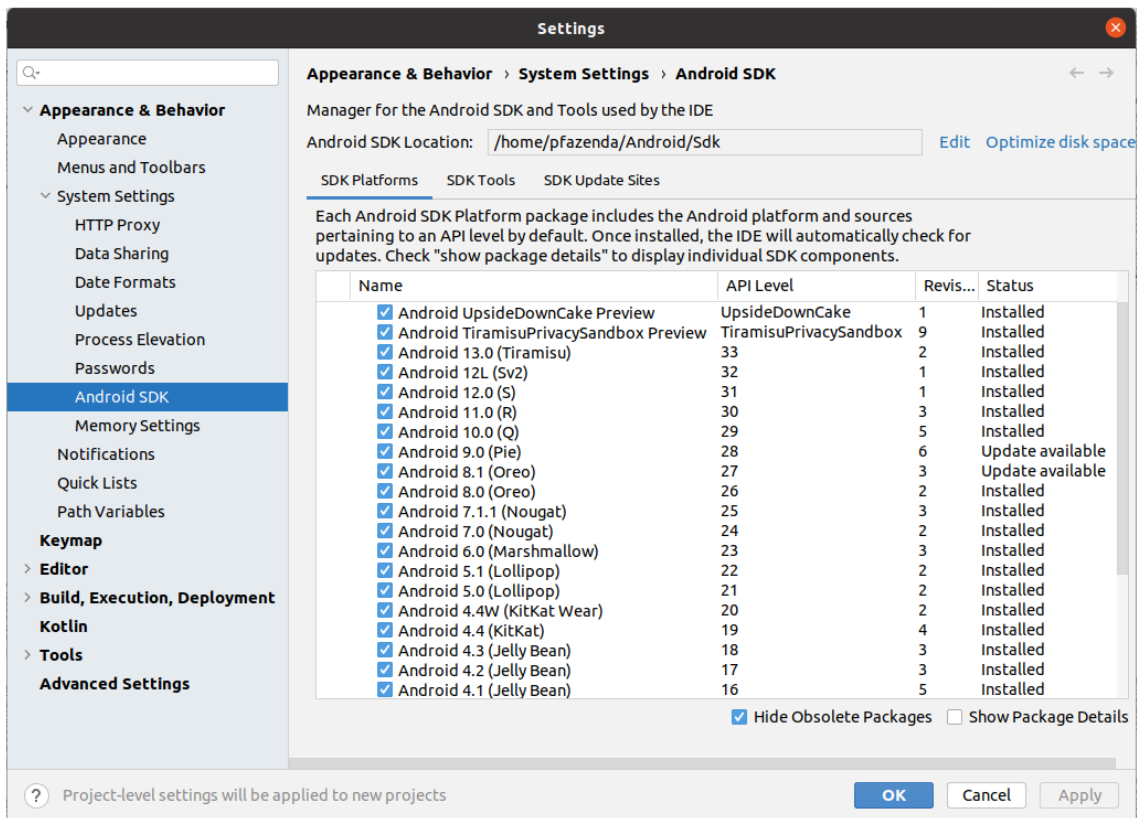 Settings
Appearance & Behavior › System Settings › Android SDK
Appearance & Behavior
Appearance
Menus and Toolbars
System Settings
HTTP Proxy
Data Sharing
Date Formats
Updates
Process Elevation
Passwords
Android SDK
Memory Settings
Notifications
Quick Lists
Path Variables
Keymap
Editor
Build, Execution, Deployment
Kotlin
Tools
Advanced Settings
Manager for the Android SDK and Tools used by the IDE
Android SDK Location: /home/pfazenda/Android/Sdk Edit Optimize disk space
SDK Platforms SDK Tools SDK Update Sites
Each Android SDK Platform package includes the Android platform and sources
pertaining to an API level by default. Once installed, the IDE will automatically check for
updates. Check "show package details" to display individual SDK components.
Name API Level Revis... Status
Android UpsideDownCake Preview UpsideDownCake 1 Installed
Android TiramisuPrivacySandbox Preview TiramisuPrivacySandbox 9 Installed
Android 13.0 (Tiramisu) 33 2 Installed
Android 12L (Sv2) 32 1 Installed
Android 12.0 (S) 31 1 Installed
Android 11.0 (R) 30 3 Installed
Android 10.0 (Q) 29 5 Installed
Android 9.0 (Pie) 28 6 Update available
Android 8.1 (Oreo) 27 3 Update available
Android 8.0 (Oreo) 26 2 Installed
Android 7.1.1 (Nougat) 25 3 Installed
Android 7.0 (Nougat) 24 2 Installed
Android 6.0 (Marshmallow) 23 3 Installed
Android 5.1 (Lollipop) 22 2 Installed
Android 5.0 (Lollipop) 21 2 Installed
Android 4.4W (KitKat Wear) 20 2 Installed
Android 4.4 (KitKat) 19 4 Installed
Android 4.3 (Jelly Bean) 18 3 Installed
Android 4.2 (Jelly Bean) 17 3 Installed
Android 4.1 (Jelly Bean) 16 5 Installed
Hide Obsolete Packages Show Package Details
? Project-level settings will be applied to new projects
OK Cancel Apply